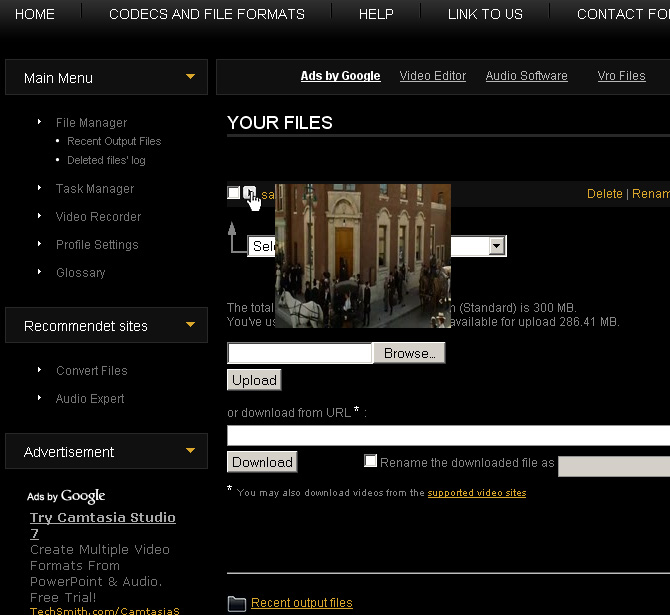 HOME
CODECS AND FILE FORMATS
HELP
LINK TO US
CONTACT
Main Menu
File Manager
Recent Output Files
Deleted files' log
Task Manager
Video Recorder
Profile Settings
Glossary
Recommendet sites
Convert Files
Audio Expert
Advertisement
Ads by Google
Try Camtasia Studio
7
Create Multiple Video
Formats From
PowerPoint & Audio.
Free Trial!
TechSmith.com/CamtasiaS
Ads by Google
Video Editor
Audio Software
Vro Files
YOUR FILES
sa
Delete | Renam
Sele
The total
(Standard) is 300 MB.
You've us
available for upload 286.41 MB.
Browse...
Upload
or download from URL * :
Download
Rename the downloaded file as
* You may also download videos from the supported video sites
Recent output files